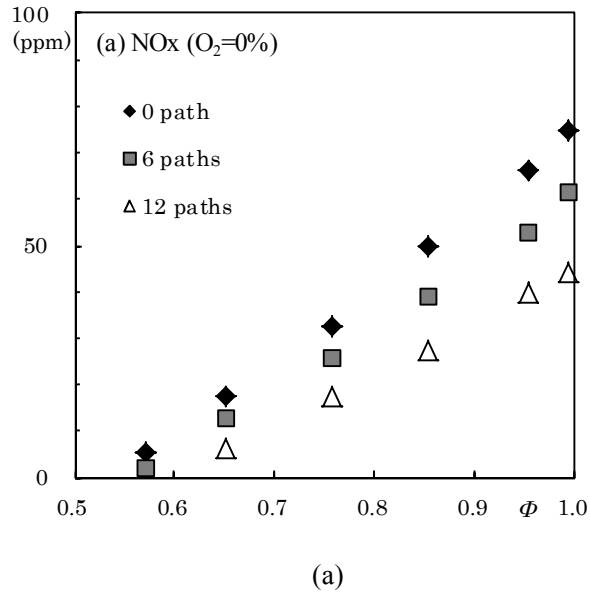 100
(ppm)
(a) NOx (O₂=0%)
0 path
6 paths
12 paths
50
0
0.5 0.6 0.7 0.8 0.9 Φ 1.0
(a)